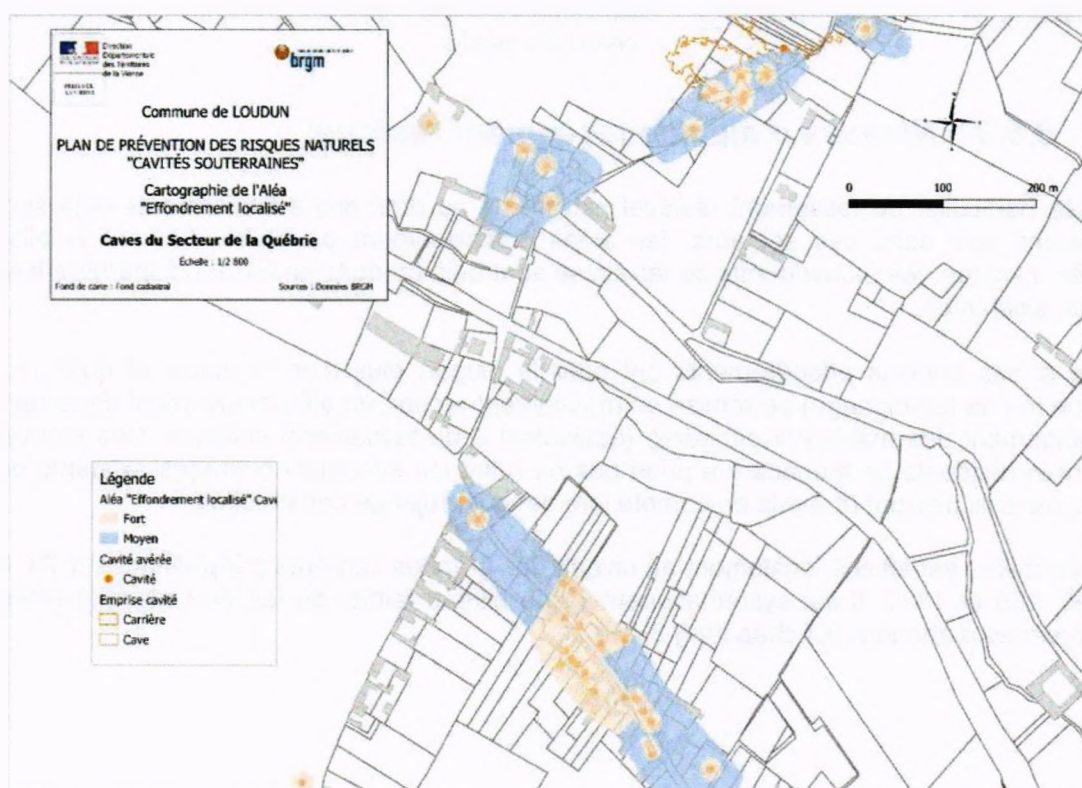 Direction
Départementale
des Territoires
de la Vienne
brgm
Commune de LOUDUN
PLAN DE PRÉVENTION DES RISQUES NATURELS
"CAVITÉS SOUTERRAINES"
Cartographie de l'Aléa
"Effondrement localisé"
Caves du Secteur de la Québrie
Échelle : 1/2 800
Fond de carte : Fond cadastral
Sources : Données BRGM
0 100 200 m
Légende
Aléa "Effondrement localisé" Cav
Fort
Moyen
Cavité avérée
Cavité
Emprise cavité
Carrière
Cave